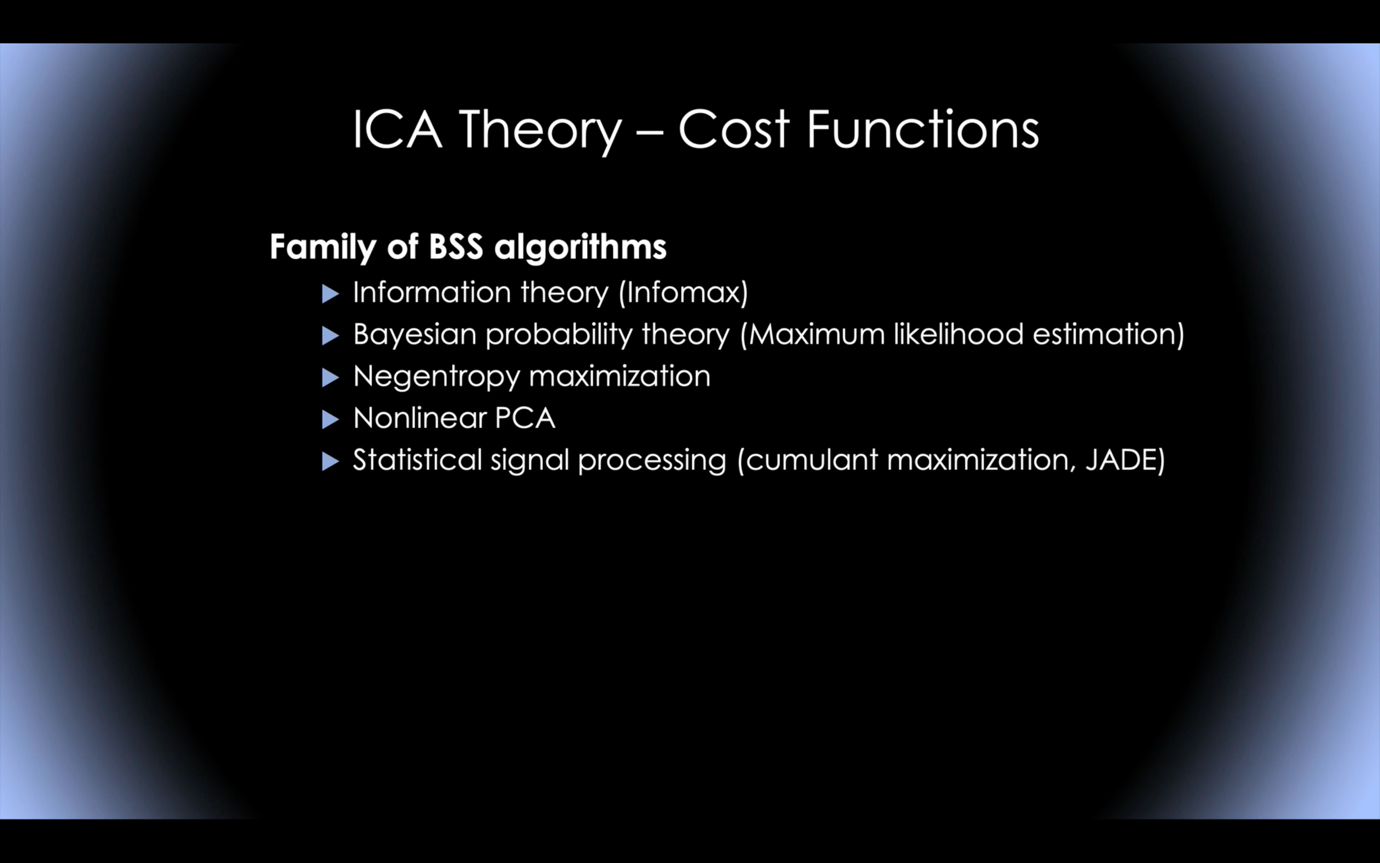 ICA Theory – Cost Functions
Family of BSS algorithms
Information theory (Infomax)
Bayesian probability theory (Maximum likelihood estimation)
Negentropy maximization
Nonlinear PCA
Statistical signal processing (cumulant maximization, JADE)